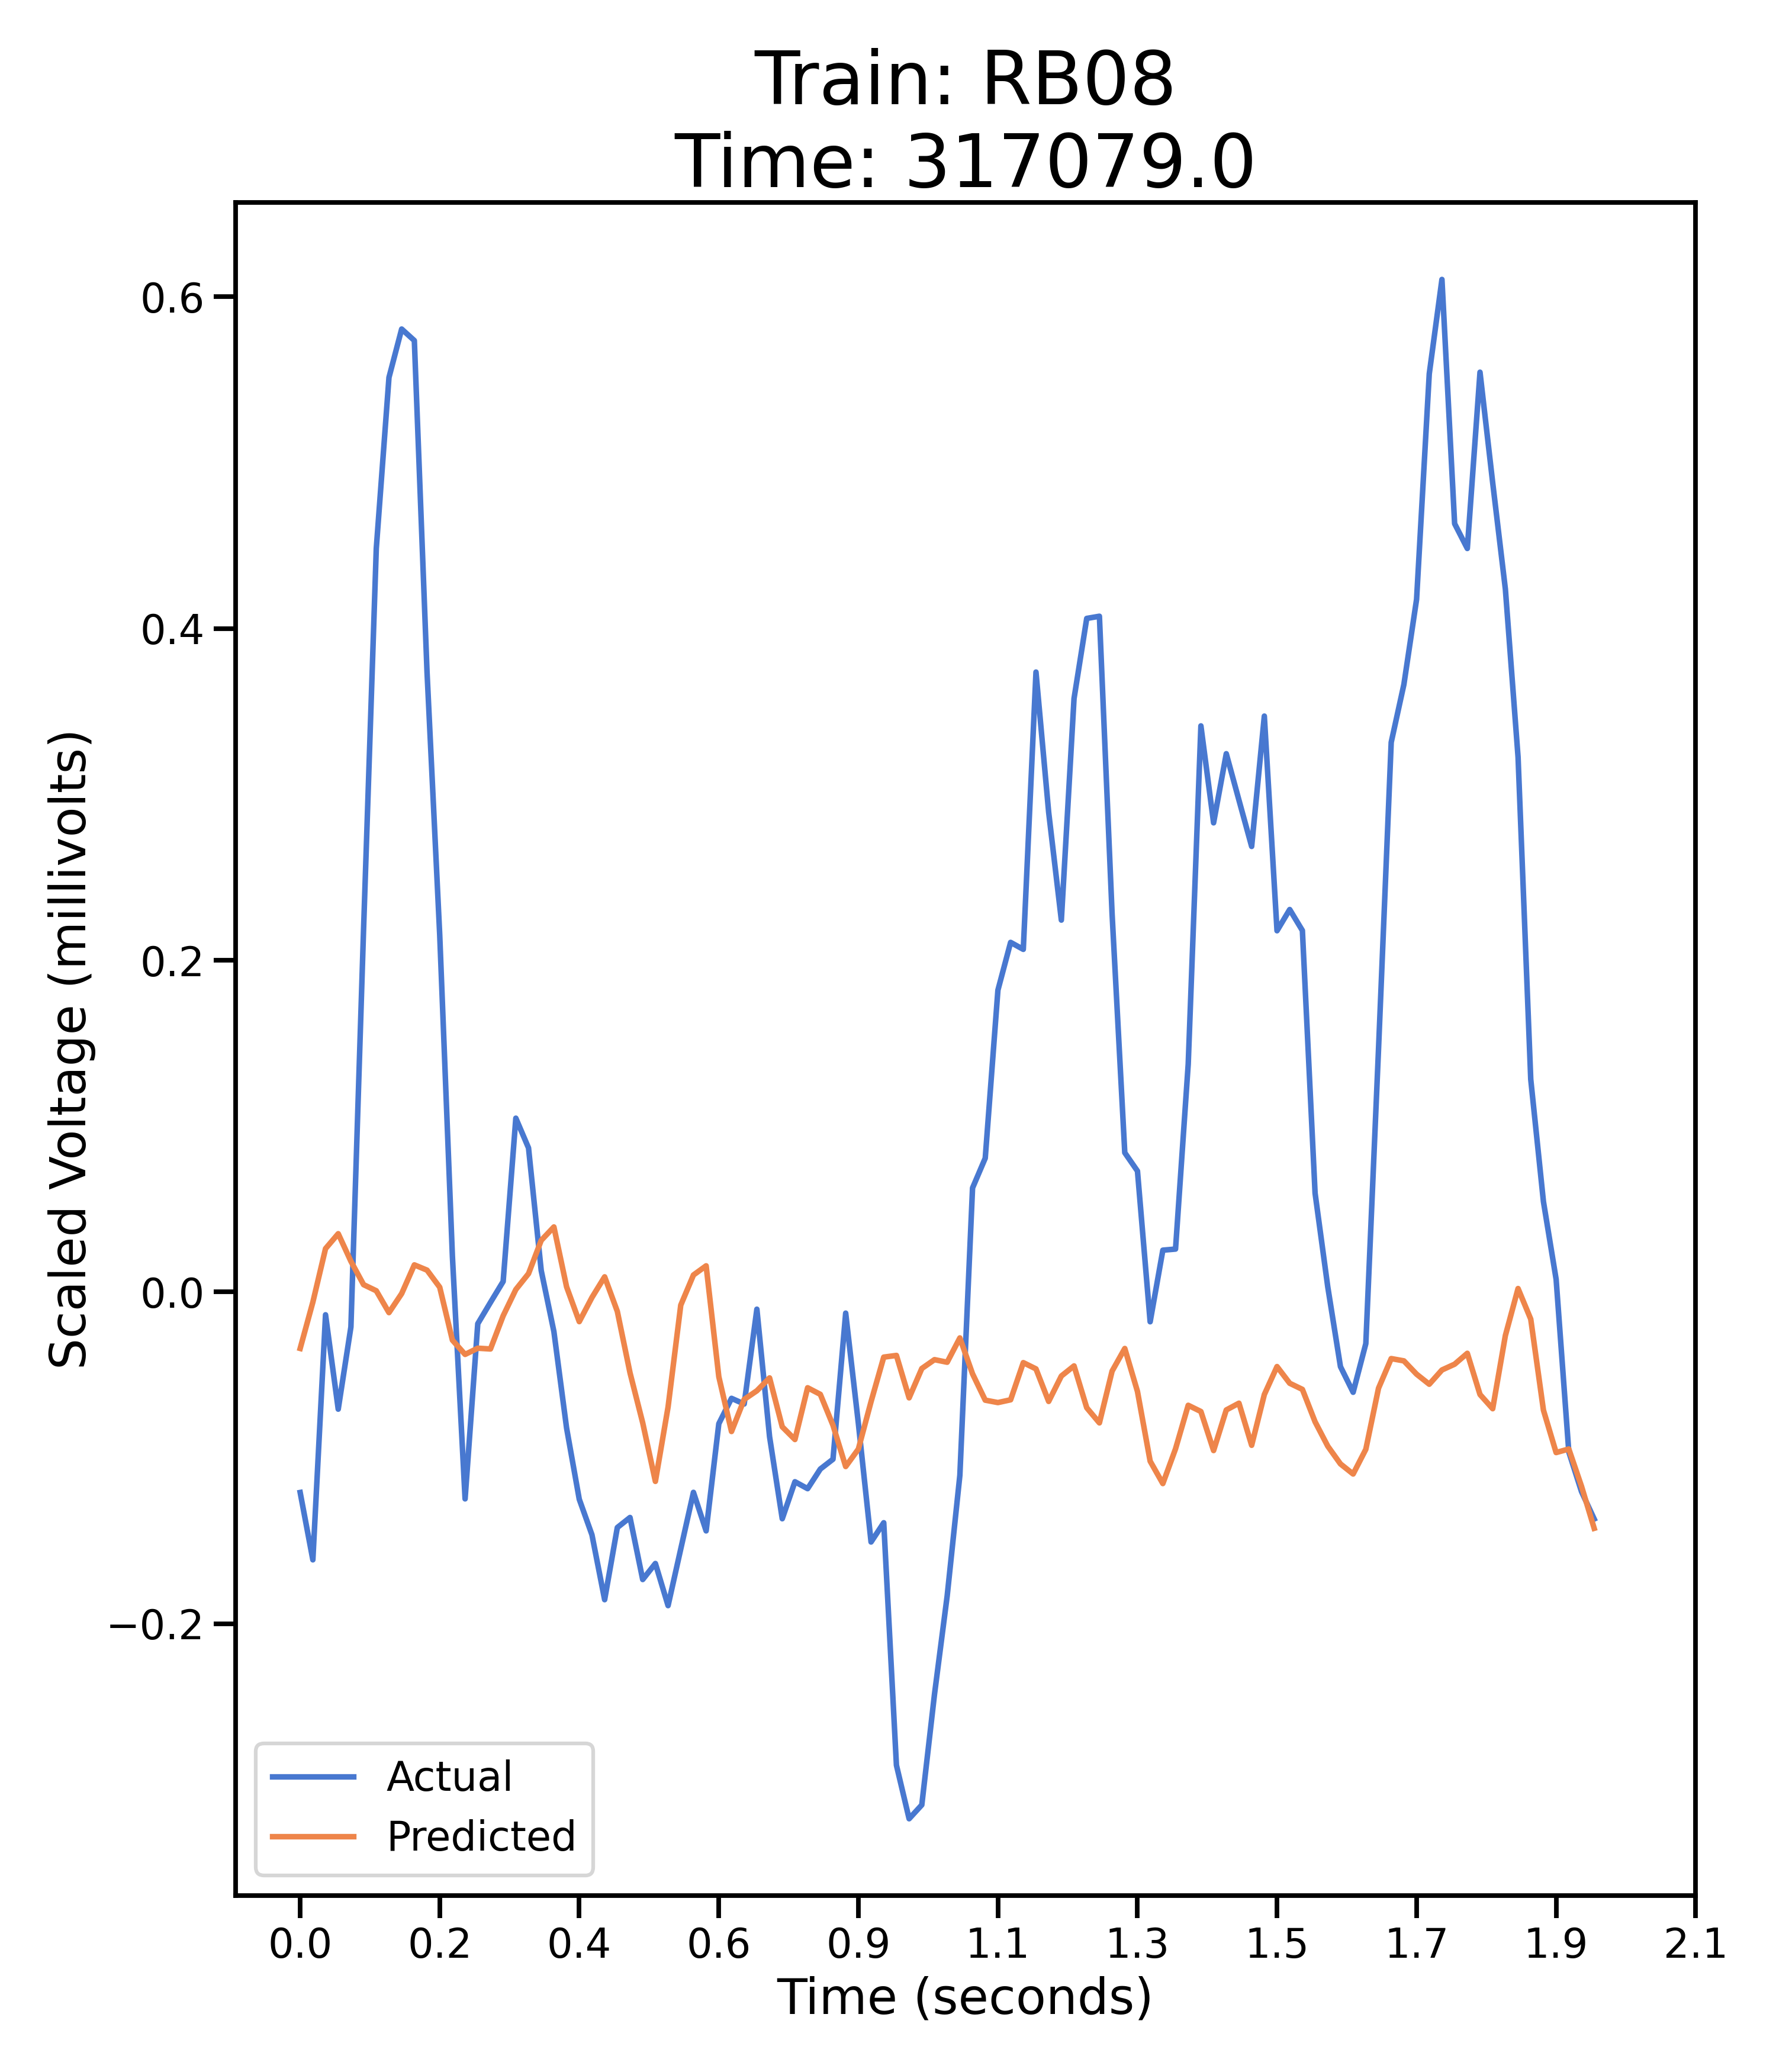 Train: RB08
Time: 317079.0
Scaled Voltage (millivolts)
0.6
0.4
0.2
0.0
−0.2
Actual
Predicted
0.0 0.2 0.4 0.6 0.9 1.1 1.3 1.5 1.7 1.9 2.1
Time (seconds)